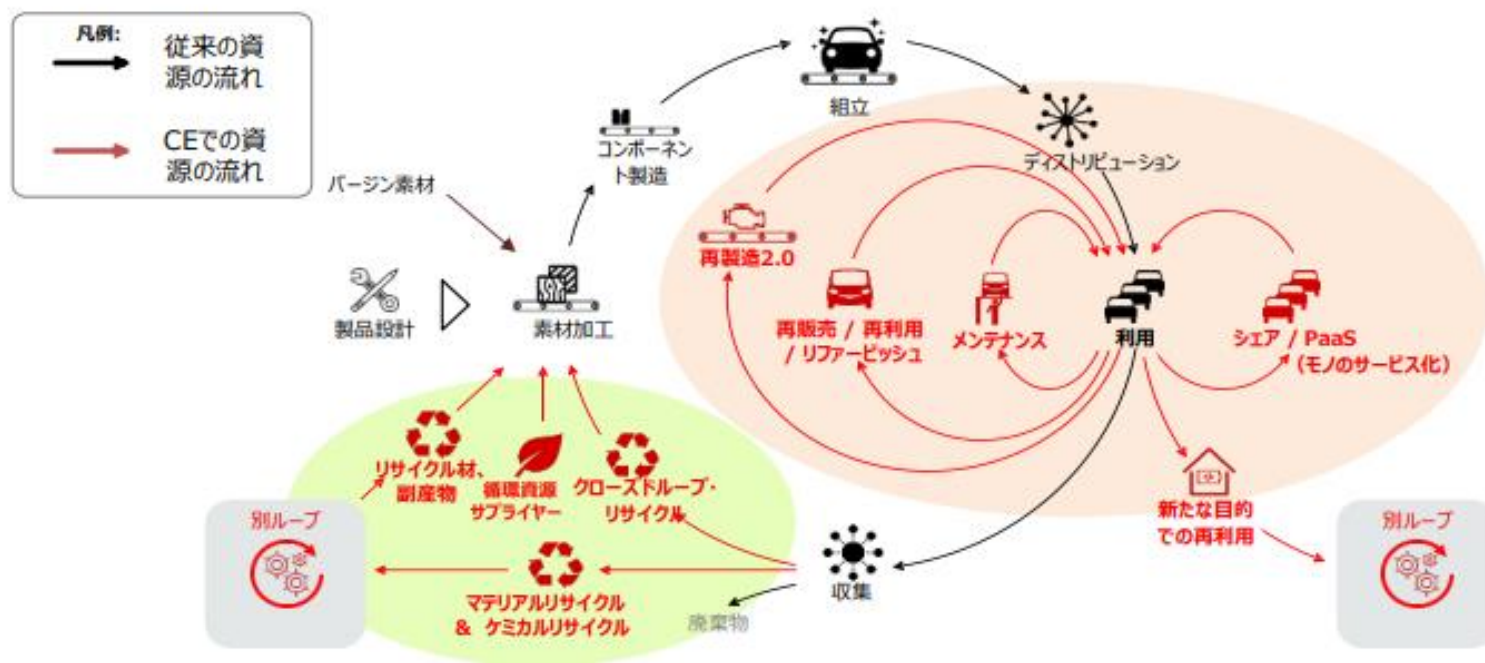 凡例:
従来の資
源の流れ
CEでの資
源の流れ
バージン素材
組立
コンポーネン
ト製造
ディストリビューション
製品設計
素材加工
再製造2.0
再販売 / 再利用
/ リファービッシュ
メンテナンス
利用
シェア / PaaS
（モノのサービス化）
リサイクル材、
副産物
循環資源
サプライヤー
クローズドループ・
リサイクル
別ループ
マテリアルリサイクル
& ケミカルリサイクル
廃棄物
収集
新たな目的
での再利用
別ループ